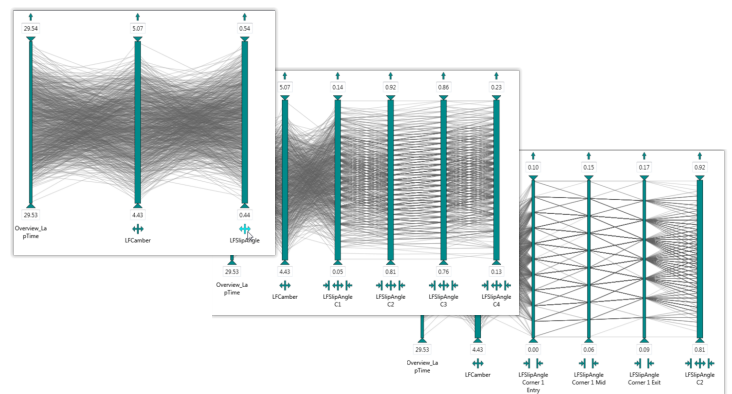 29.54 5.07 0.54
29.53 4.43 0.44
Overview_La
pTime
LFCamber
LFSlipAngle
5.07 0.14 0.92 0.86 0.23
29.53 4.43 0.05 0.81 0.76 0.13
Overview_La
pTime
LFCamber
LFSlipAngle
C1
LFSlipAngle
C2
LFSlipAngle
C3
LFSlipAngle
C4
0.10 0.15 0.17 0.92
29.53 4.43 0.00 0.06 0.09 0.81
Overview_La
pTime
LFCamber
LFSlipAngle
Corner 1
Entry
LFSlipAngle
Corner 1 Mid
LFSlipAngle
Corner 1 Exit
LFSlipAngle
C2